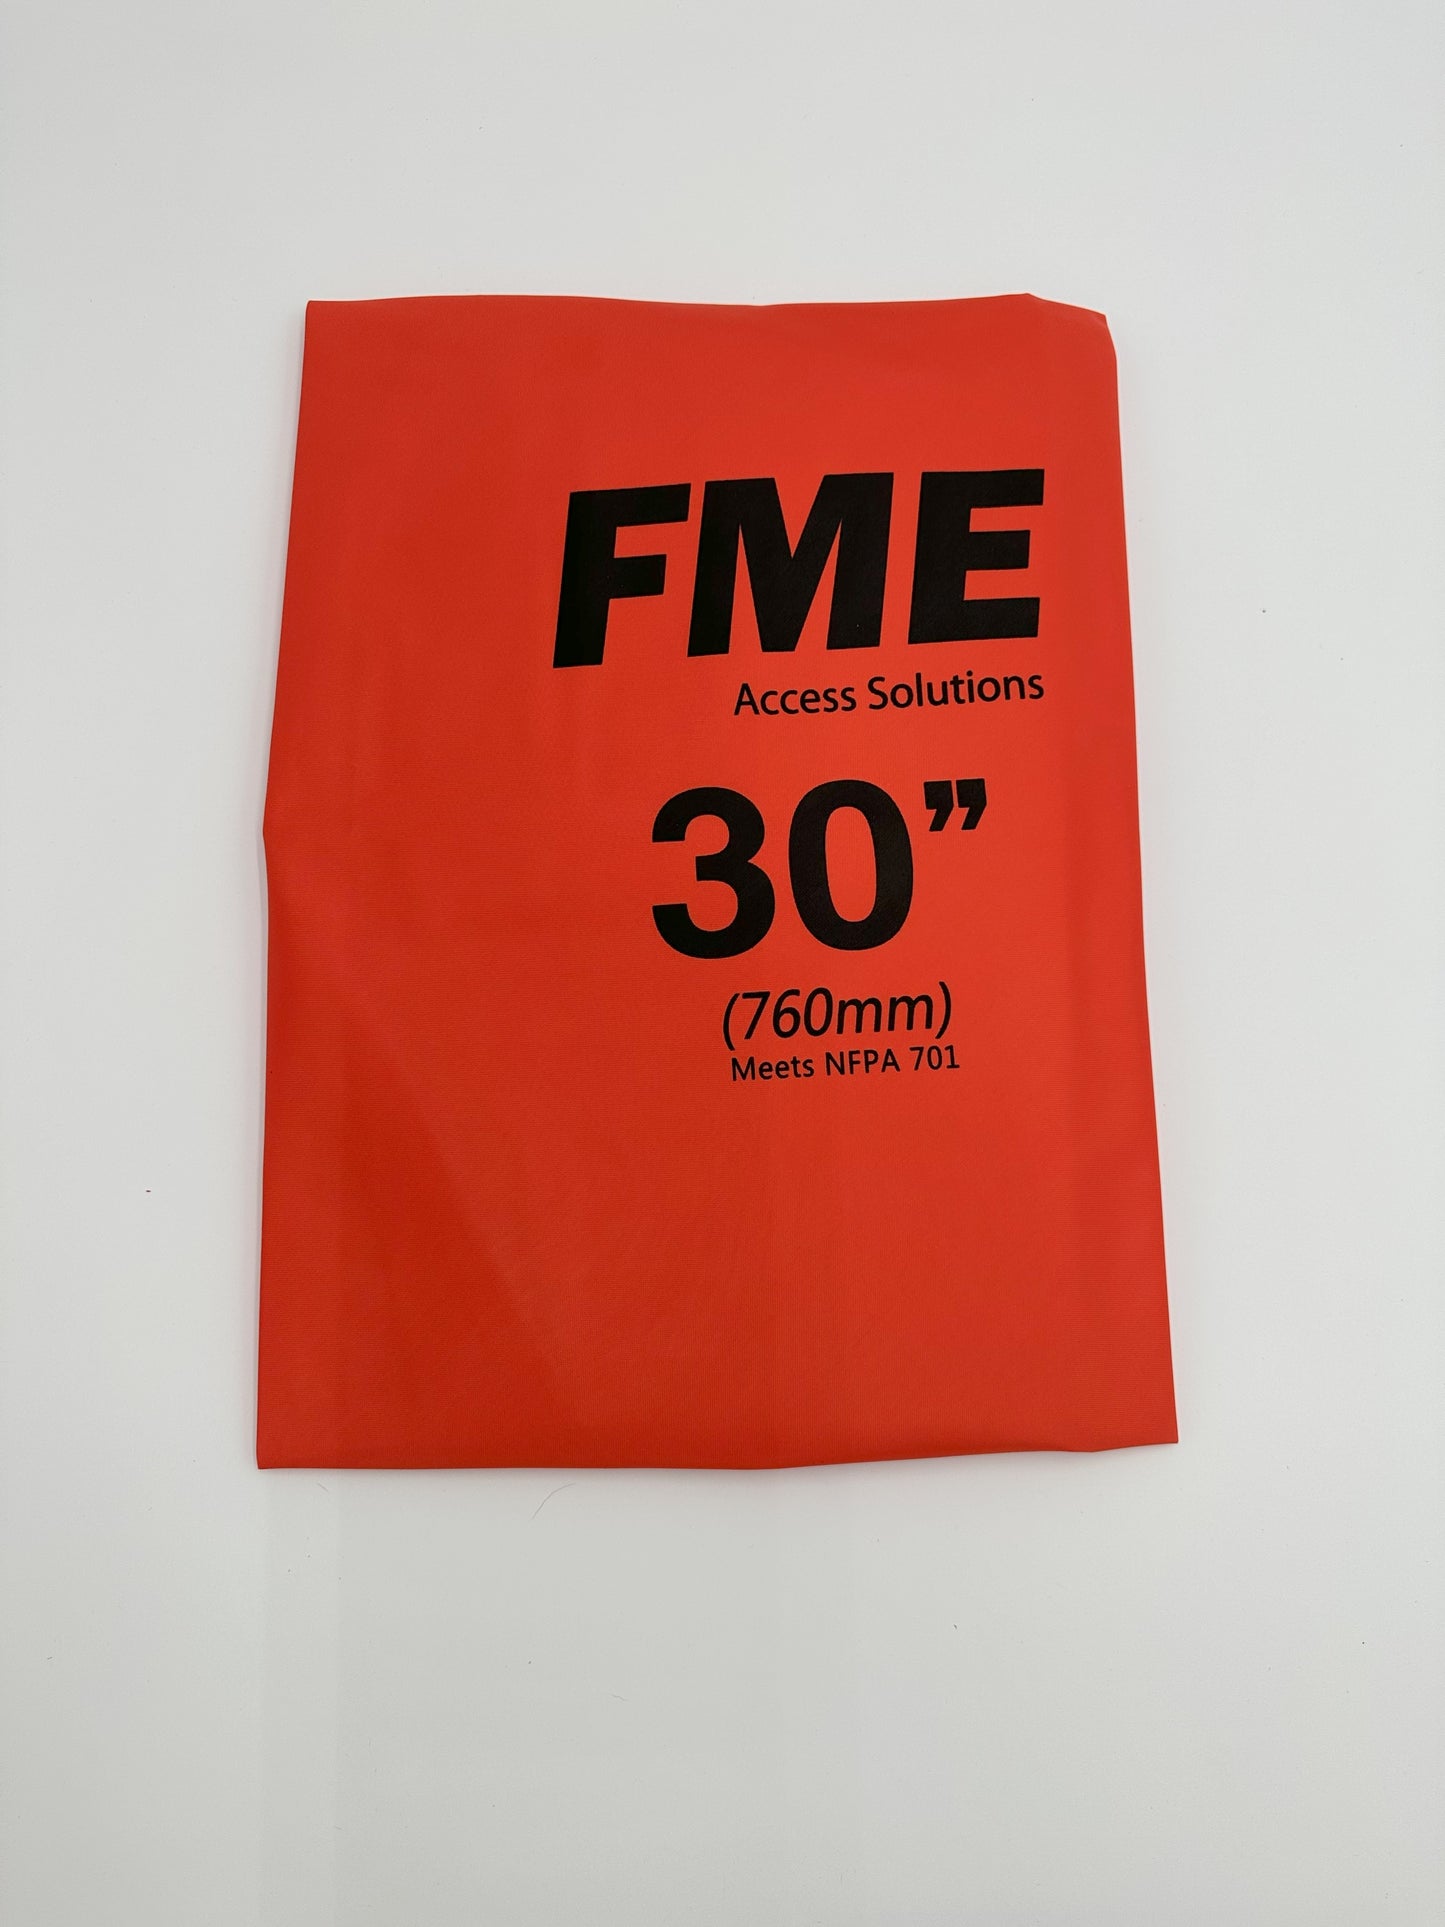 FME
Access Solutions
30”
(760mm)
Meets NFPA 701